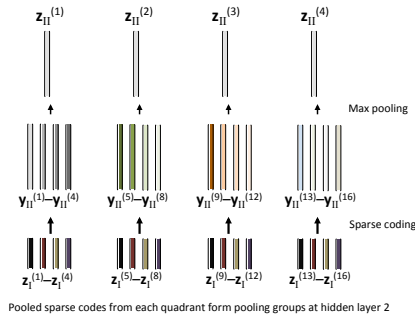 z_II^(1) z_II^(2) z_II^(3) z_II^(4)
Max pooling
y_II^(1)–y_II^(4) y_II^(5)–y_II^(8) y_II^(9)–y_II^(12) y_II^(13)–y_II^(16)
Sparse coding
z_I^(1)–z_I^(4) z_I^(5)–z_I^(8) z_I^(9)–z_I^(12) z_I^(13)–z_I^(16)
Pooled sparse codes from each quadrant form pooling groups at hidden layer 2